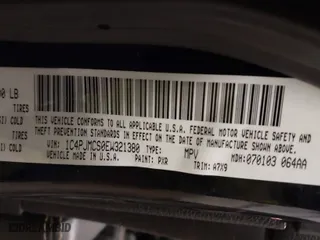 00 LB
TIRES
COLD
THIS VEHICLE CONFORMS TO ALL APPLICABLE U.S.A. FEDERAL MOTOR VEHICLE SAFETY AND
THEFT PREVENTION STANDARDS IN EFFECT ON THE DATE OF MANUFACTURE SHOWN ABOVE.
TIRES
COLD
VIN: 1C4PJMCS0EW321380
TYPE: MPV
MDH: 070103 064AA
PAINT: PXR
TRIM: A7X9
MADE IN U.S.A.